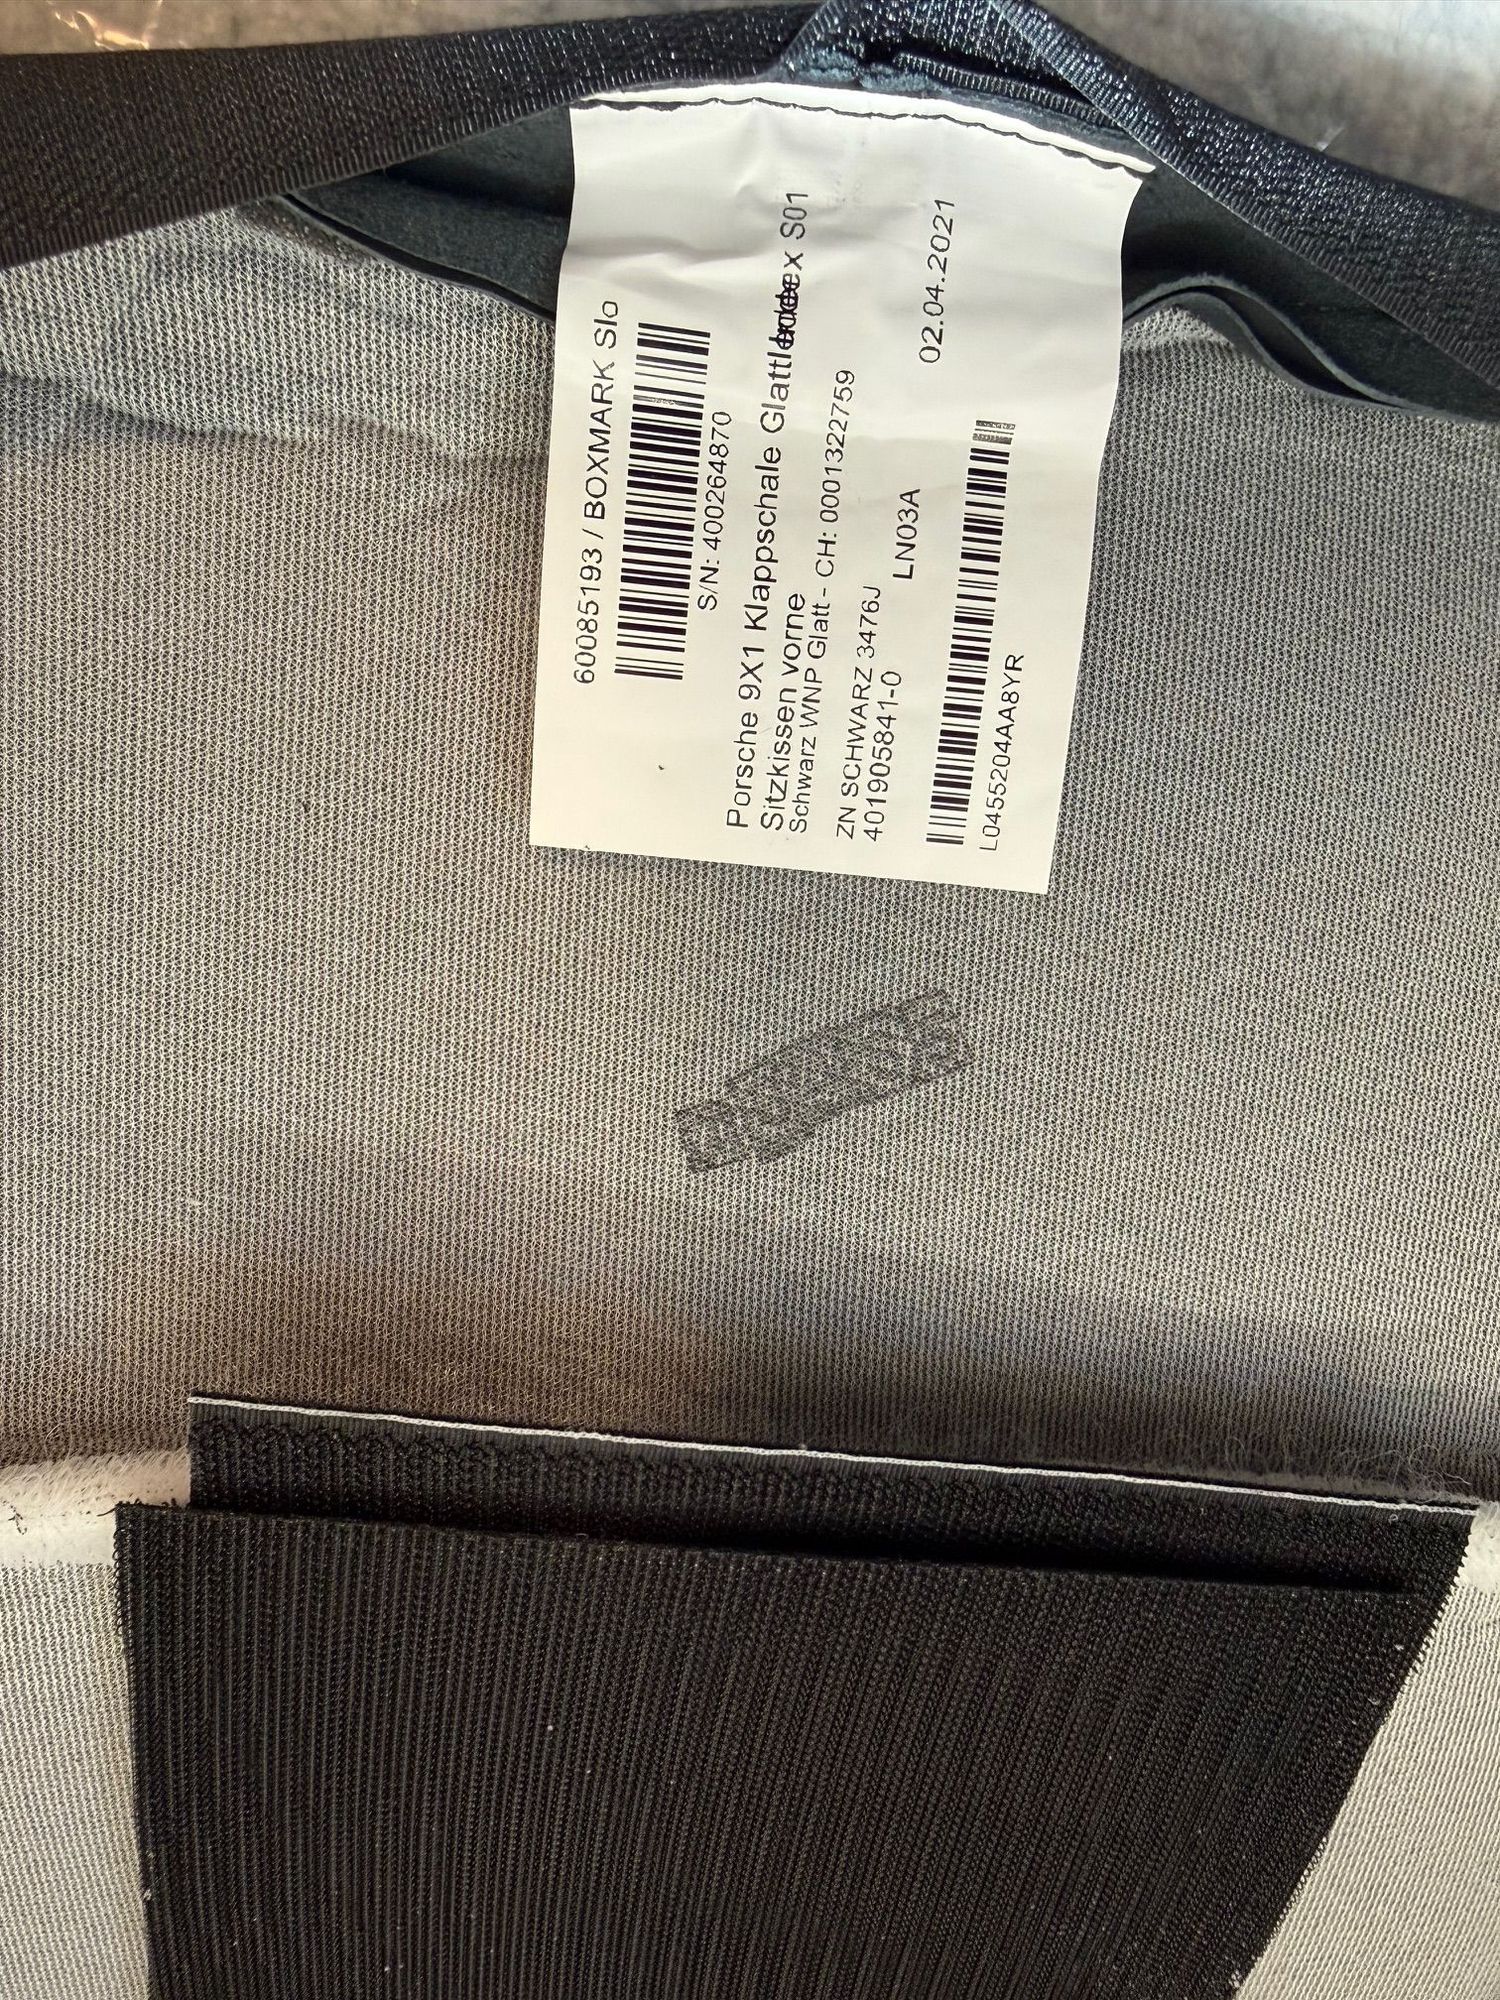 60085193 / BOXMARK Slo
S/N: 400264870
Porsche 9X1 Klappschale Glattleder Index S01
Sitzkissen vorne
Schwarz WNP Glatt - CH: 0001322759
02.04.2021
ZN SCHWARZ 3476J
401905841-0
LN03A
L0455204AA8YR